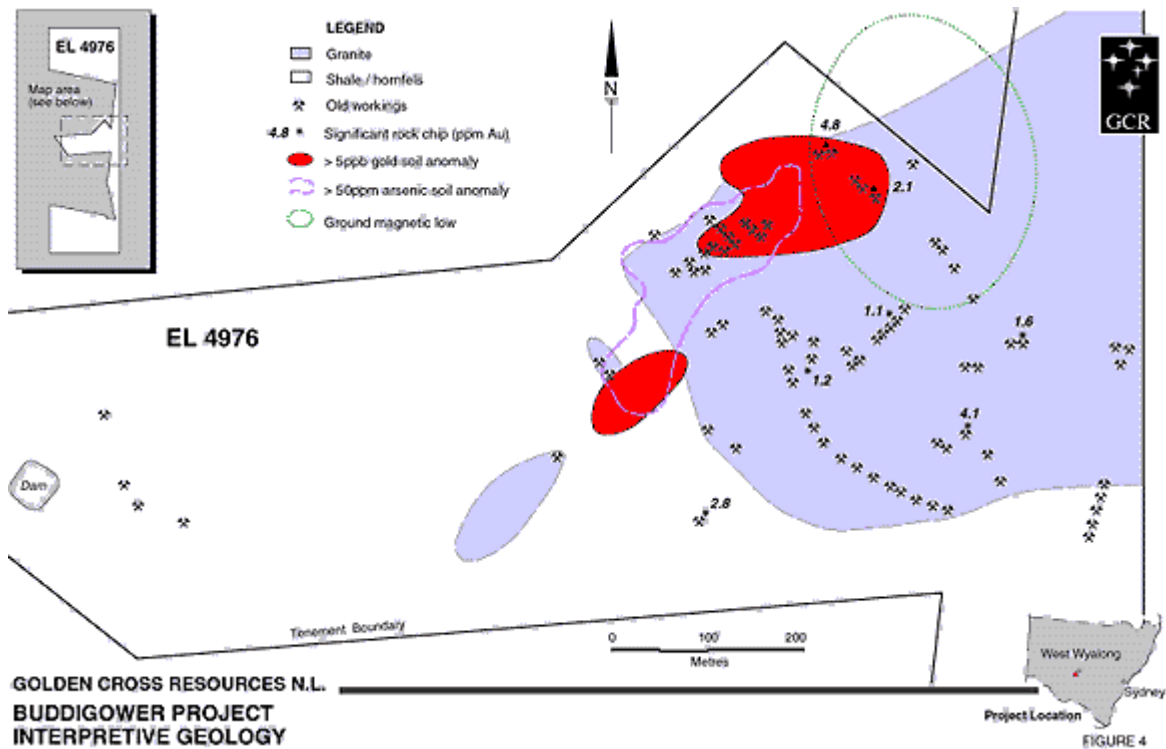 EL 4976
Map area
(see below)
LEGEND
Granite
Shale / hornfels
Old workings
4.8 Significant rock chip (ppm Au)
> 5ppb gold soil anomaly
> 50ppm arsenic soil anomaly
Ground magnetic low
N
GCR
4.8
2.1
1.1
1.6
1.2
4.1
2.8
EL 4976
Dam
Tenement Boundary
0 100 200
Metres
West Wyalong
Sydney
Project Location
FIGURE 4
GOLDEN CROSS RESOURCES N.L.
BUDDIGOWER PROJECT
INTERPRETIVE GEOLOGY